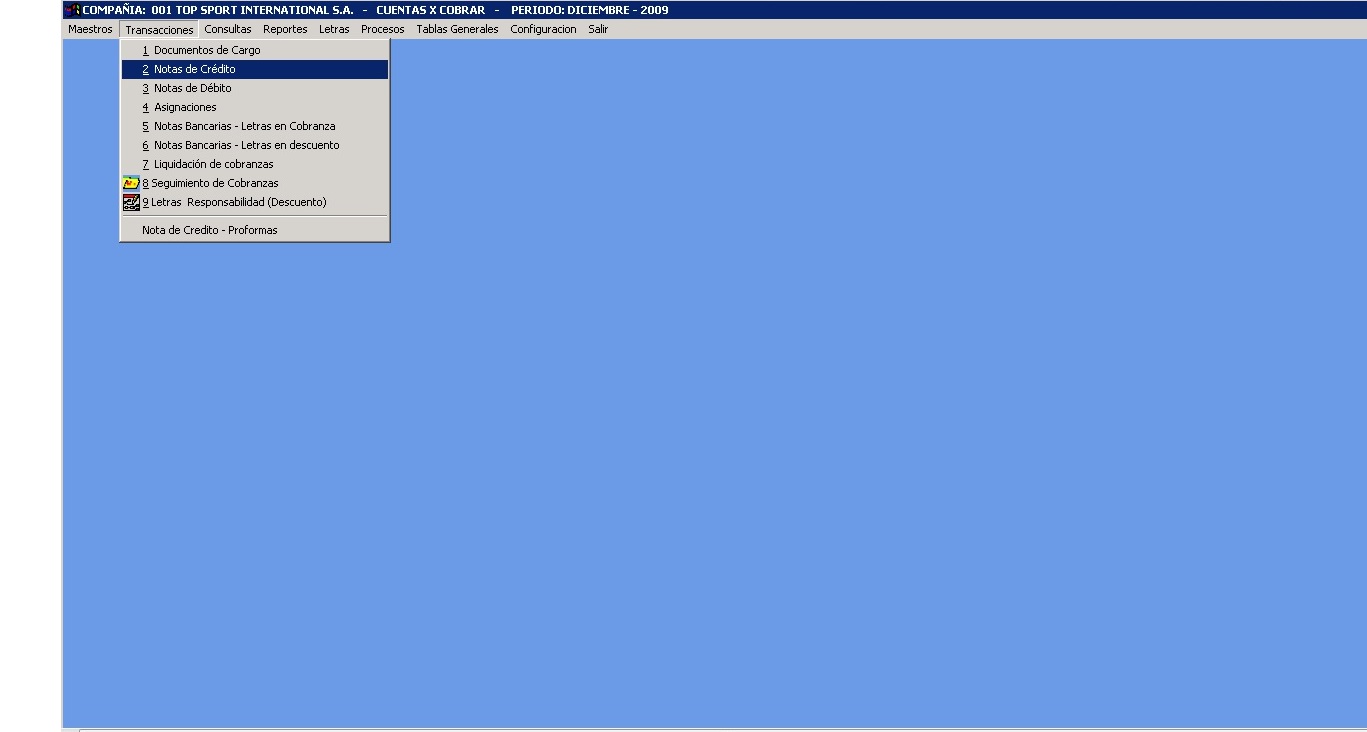 COMPAÑIA: 001 TOP SPORT INTERNATIONAL S.A. - CUENTAS X COBRAR - PERIODO: DICIEMBRE - 2009
Maestros Transacciones Consultas Reportes Letras Procesos Tablas Generales Configuracion Salir
1 Documentos de Cargo
2 Notas de Crédito
3 Notas de Débito
4 Asignaciones
5 Notas Bancarias - Letras en Cobranza
6 Notas Bancarias - Letras en descuento
7 Liquidación de cobranzas
8 Seguimiento de Cobranzas
9 Letras Responsabilidad (Descuento)
Nota de Credito - Proformas